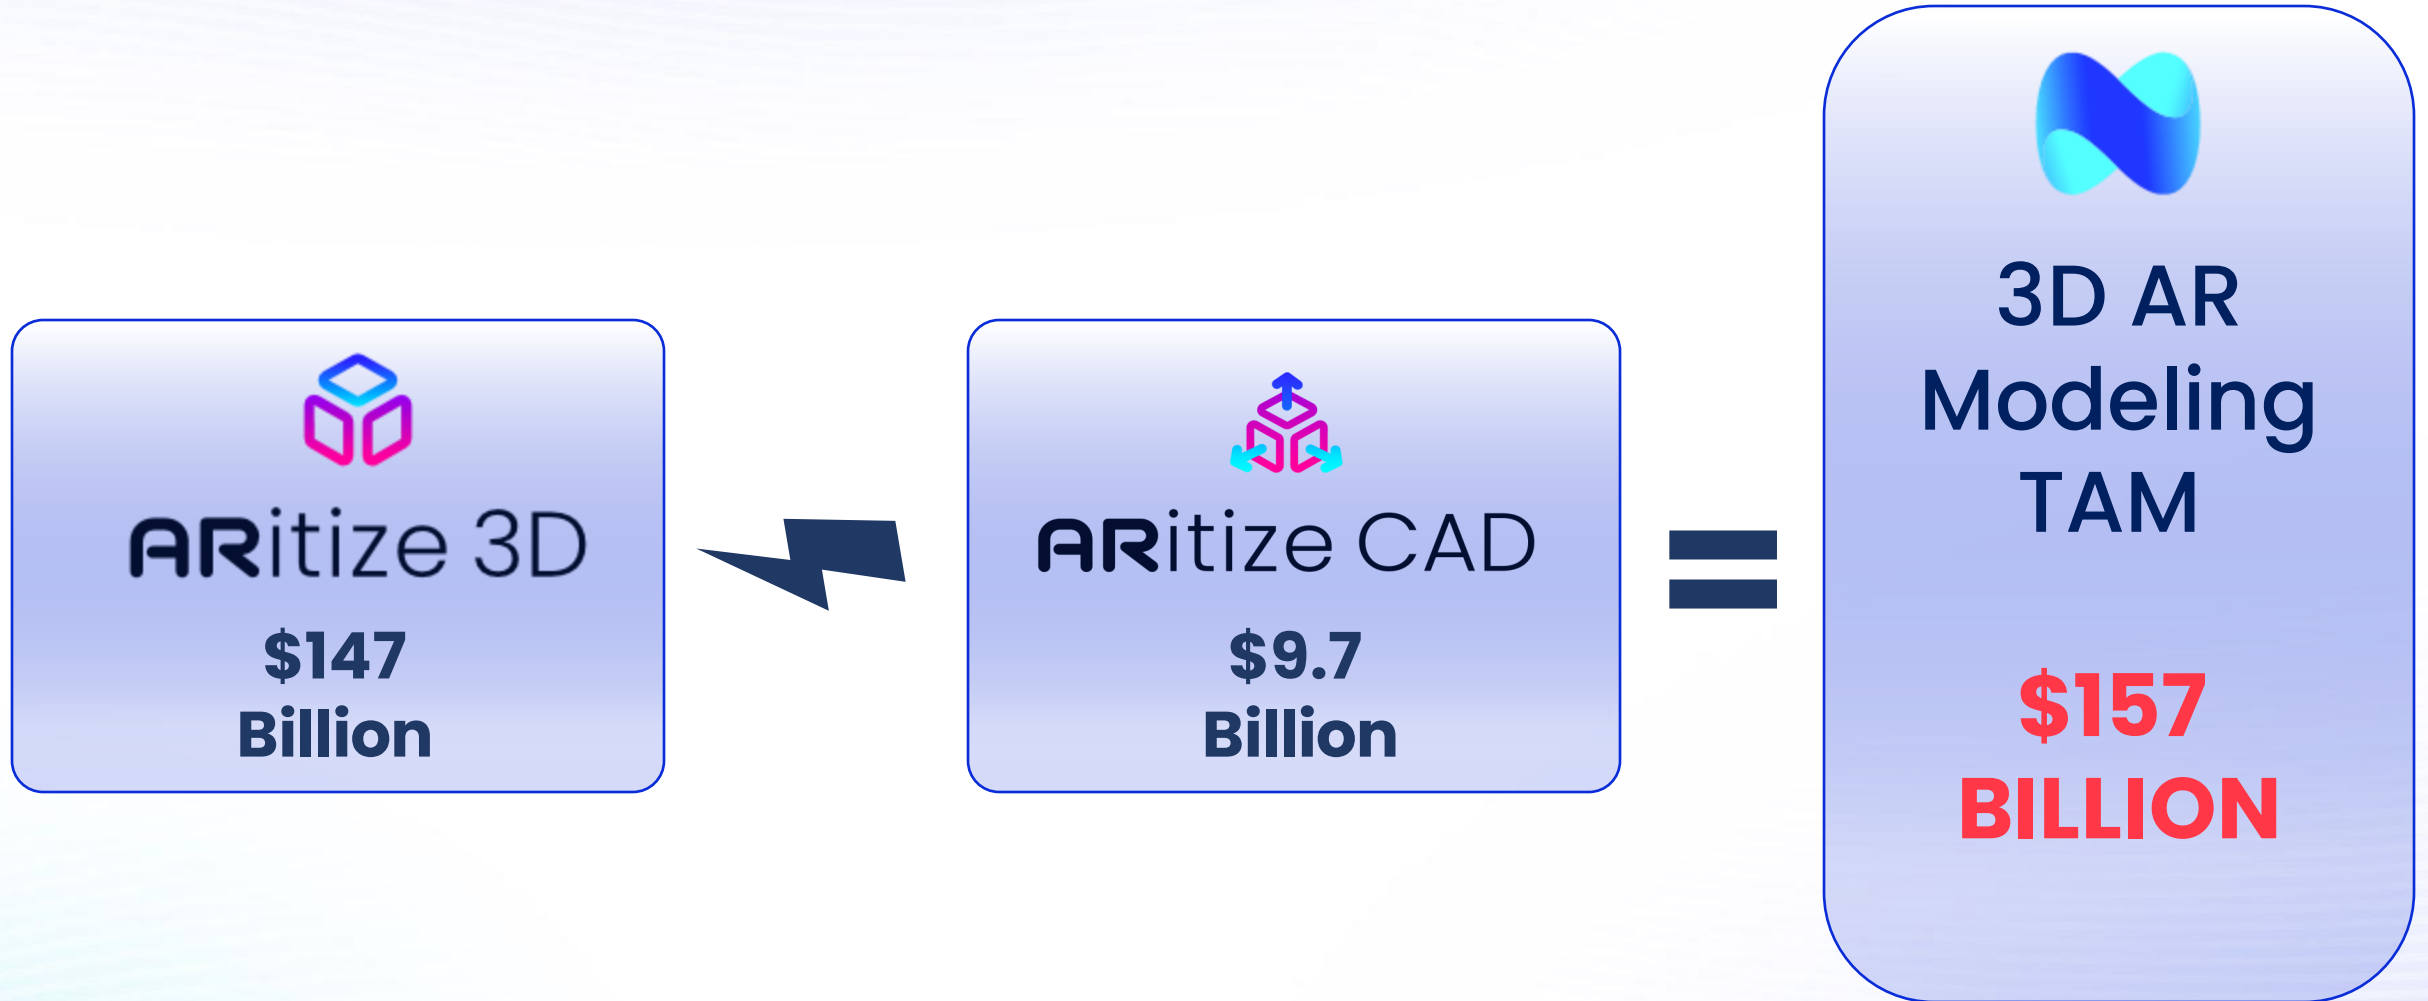 ARitize 3D
$147
Billion
ARitize CAD
$9.7
Billion
=
3D AR
Modeling
TAM
$157
BILLION